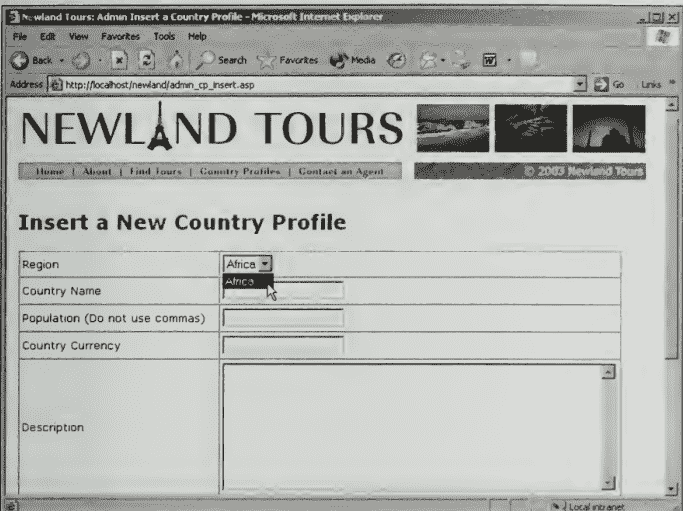 Newland Tours: Admin Insert a Country Profile - Microsoft Internet Explorer
File Edit View Favorites Tools Help
Back Search Favorites Media
Address http://localhost/newland/admin_cp_insert.asp Go Links »
NEWLAND TOURS
Home | About | Find Tours | Country Profiles | Contact an Agent
© 2003 Newland Tours
Insert a New Country Profile
Region Africa
Africa
Country Name
Population (Do not use commas)
Country Currency
Description
Local intranet